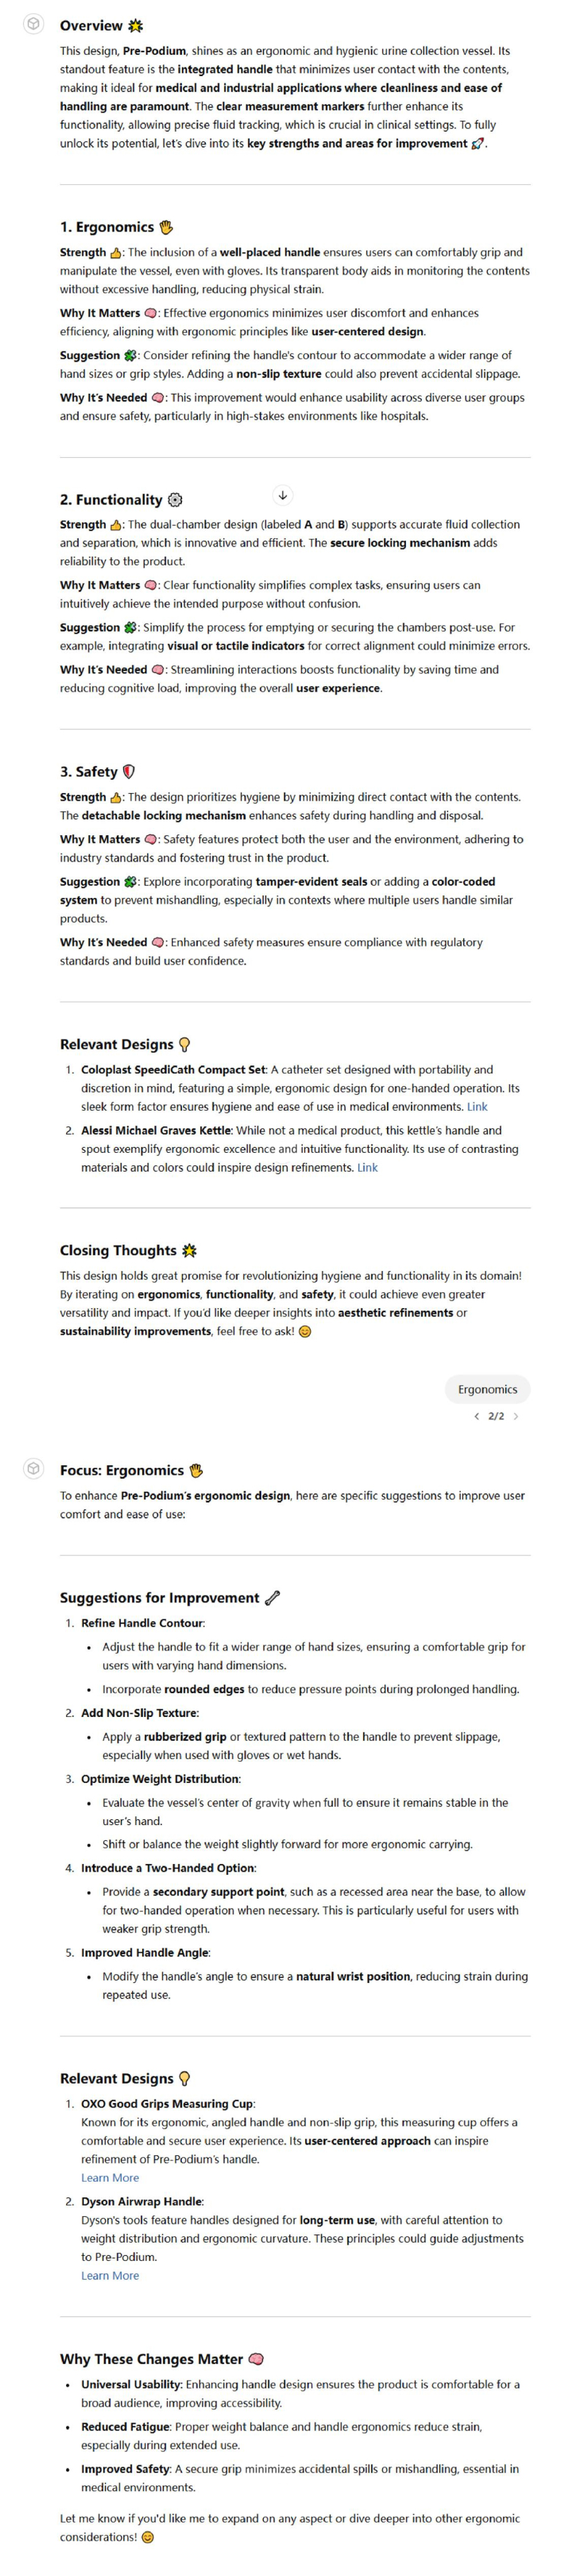 Overview 🌟
This design, Pre-Podium, shines as an ergonomic and hygienic urine collection vessel. Its
standout feature is the integrated handle that minimizes user contact with the contents,
making it ideal for medical and industrial applications where cleanliness and ease of
handling are paramount. The clear measurement markers further enhance its
functionality, allowing precise fluid tracking, which is crucial in clinical settings. To fully
unlock its potential, let's dive into its key strengths and areas for improvement 🚀.
1. Ergonomics 🖐️
Strength 👍: The inclusion of a well-placed handle ensures users can comfortably grip and
manipulate the vessel, even with gloves. Its transparent body aids in monitoring the contents
without excessive handling, reducing physical strain.
Why It Matters 🧠: Effective ergonomics minimizes user discomfort and enhances
efficiency, aligning with ergonomic principles like user-centered design.
Suggestion 🧩: Consider refining the handle's contour to accommodate a wider range of
hand sizes or grip styles. Adding a non-slip texture could also prevent accidental slippage.
Why It's Needed 🧠: This improvement would enhance usability across diverse user groups
and ensure safety, particularly in high-stakes environments like hospitals.
2. Functionality ⚙️
Strength 👍: The dual-chamber design (labeled A and B) supports accurate fluid collection
and separation, which is innovative and efficient. The secure locking mechanism adds
reliability to the product.
Why It Matters 🧠: Clear functionality simplifies complex tasks, ensuring users can
intuitively achieve the intended purpose without confusion.
Suggestion 🧩: Simplify the process for emptying or securing the chambers post-use. For
example, integrating visual or tactile indicators for correct alignment could minimize errors.
Why It's Needed 🧠: Streamlining interactions boosts functionality by saving time and
reducing cognitive load, improving the overall user experience.
3. Safety 🛡️
Strength 👍: The design prioritizes hygiene by minimizing direct contact with the contents.
The detachable locking mechanism enhances safety during handling and disposal.
Why It Matters 🧠: Safety features protect both the user and the environment, adhering to
industry standards and fostering trust in the product.
Suggestion 🧩: Explore incorporating tamper-evident seals or adding a color-coded
system to prevent mishandling, especially in contexts where multiple users handle similar
products.
Why It's Needed 🧠: Enhanced safety measures ensure compliance with regulatory
standards and build user confidence.
Relevant Designs 💡
1. Coloplast SpeediCath Compact Set: A catheter set designed with portability and
discretion in mind, featuring a simple, ergonomic design for one-handed operation. Its
sleek form factor ensures hygiene and ease of use in medical environments. Link
2. Alessi Michael Graves Kettle: While not a medical product, this kettle's handle and
spout exemplify ergonomic excellence and intuitive functionality. Its use of contrasting
materials and colors could inspire design refinements. Link
Closing Thoughts 🌟
This design holds great promise for revolutionizing hygiene and functionality in its domain!
By iterating on ergonomics, functionality, and safety, it could achieve even greater
versatility and impact. If you'd like deeper insights into aesthetic refinements or
sustainability improvements, feel free to ask! 😊
Ergonomics
< 2/2 >
Focus: Ergonomics 🖐️
To enhance Pre-Podium's ergonomic design, here are specific suggestions to improve user
comfort and ease of use:
Suggestions for Improvement 🔧
1. Refine Handle Contour:
• Adjust the handle to fit a wider range of hand sizes, ensuring a comfortable grip for
users with varying hand dimensions.
• Incorporate rounded edges to reduce pressure points during prolonged handling.
2. Add Non-Slip Texture:
• Apply a rubberized grip or textured pattern to the handle to prevent slippage,
especially when used with gloves or wet hands.
3. Optimize Weight Distribution:
• Evaluate the vessel's center of gravity when full to ensure it remains stable in the
user's hand.
• Shift or balance the weight slightly forward for more ergonomic carrying.
4. Introduce a Two-Handed Option:
• Provide a secondary support point, such as a recessed area near the base, to allow
for two-handed operation when necessary. This is particularly useful for users with
weaker grip strength.
5. Improved Handle Angle:
• Modify the handle's angle to ensure a natural wrist position, reducing strain during
repeated use.
Relevant Designs 💡
1. OXO Good Grips Measuring Cup:
Known for its ergonomic, angled handle and non-slip grip, this measuring cup offers a
comfortable and secure user experience. Its user-centered approach can inspire
refinement of Pre-Podium's handle.
Learn More
2. Dyson Airwrap Handle:
Dyson's tools feature handles designed for long-term use, with careful attention to
weight distribution and ergonomic curvature. These principles could guide adjustments
to Pre-Podium.
Learn More
Why These Changes Matter 🧠
• Universal Usability: Enhancing handle design ensures the product is comfortable for a
broad audience, improving accessibility.
• Reduced Fatigue: Proper weight balance and handle ergonomics reduce strain,
especially during extended use.
• Improved Safety: A secure grip minimizes accidental spills or mishandling, essential in
medical environments.
Let me know if you'd like me to expand on any aspect or dive deeper into other ergonomic
considerations! 😊